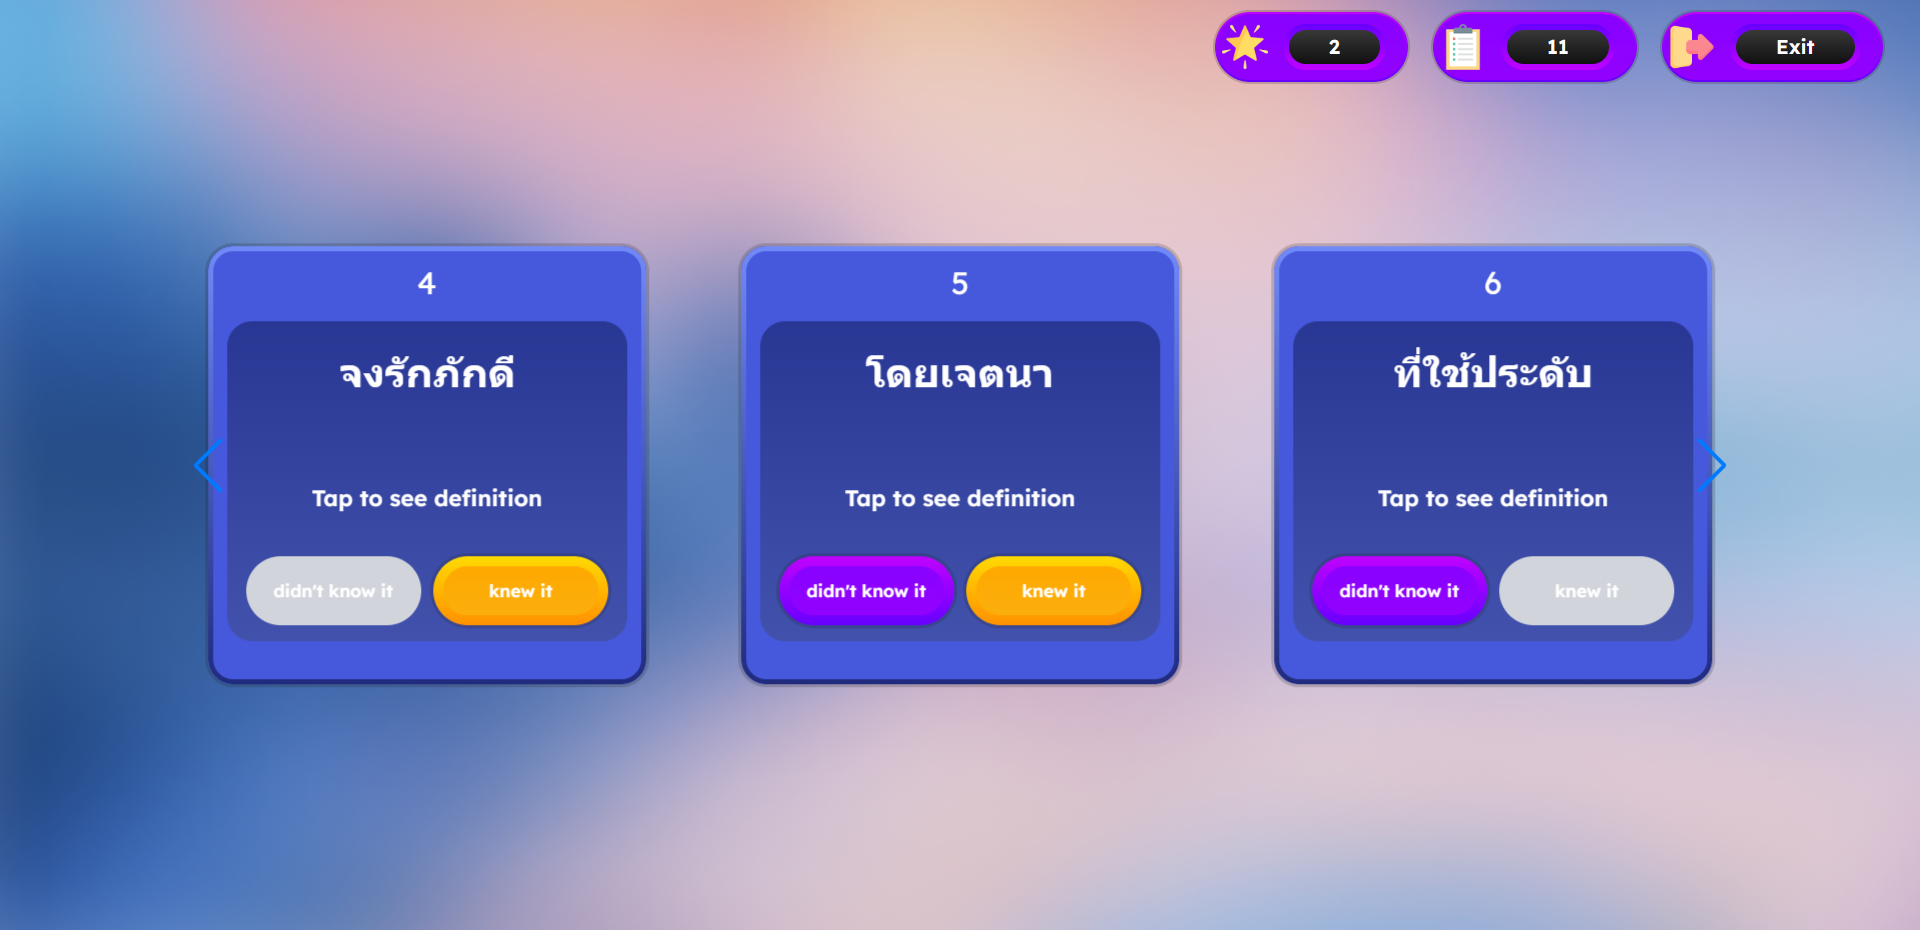 2
11
Exit
4
จงรักภักดี
Tap to see definition
didn't know it
knew it
5
โดยเจตนา
Tap to see definition
didn't know it
knew it
6
ที่ใช้ประดับ
Tap to see definition
didn't know it
knew it